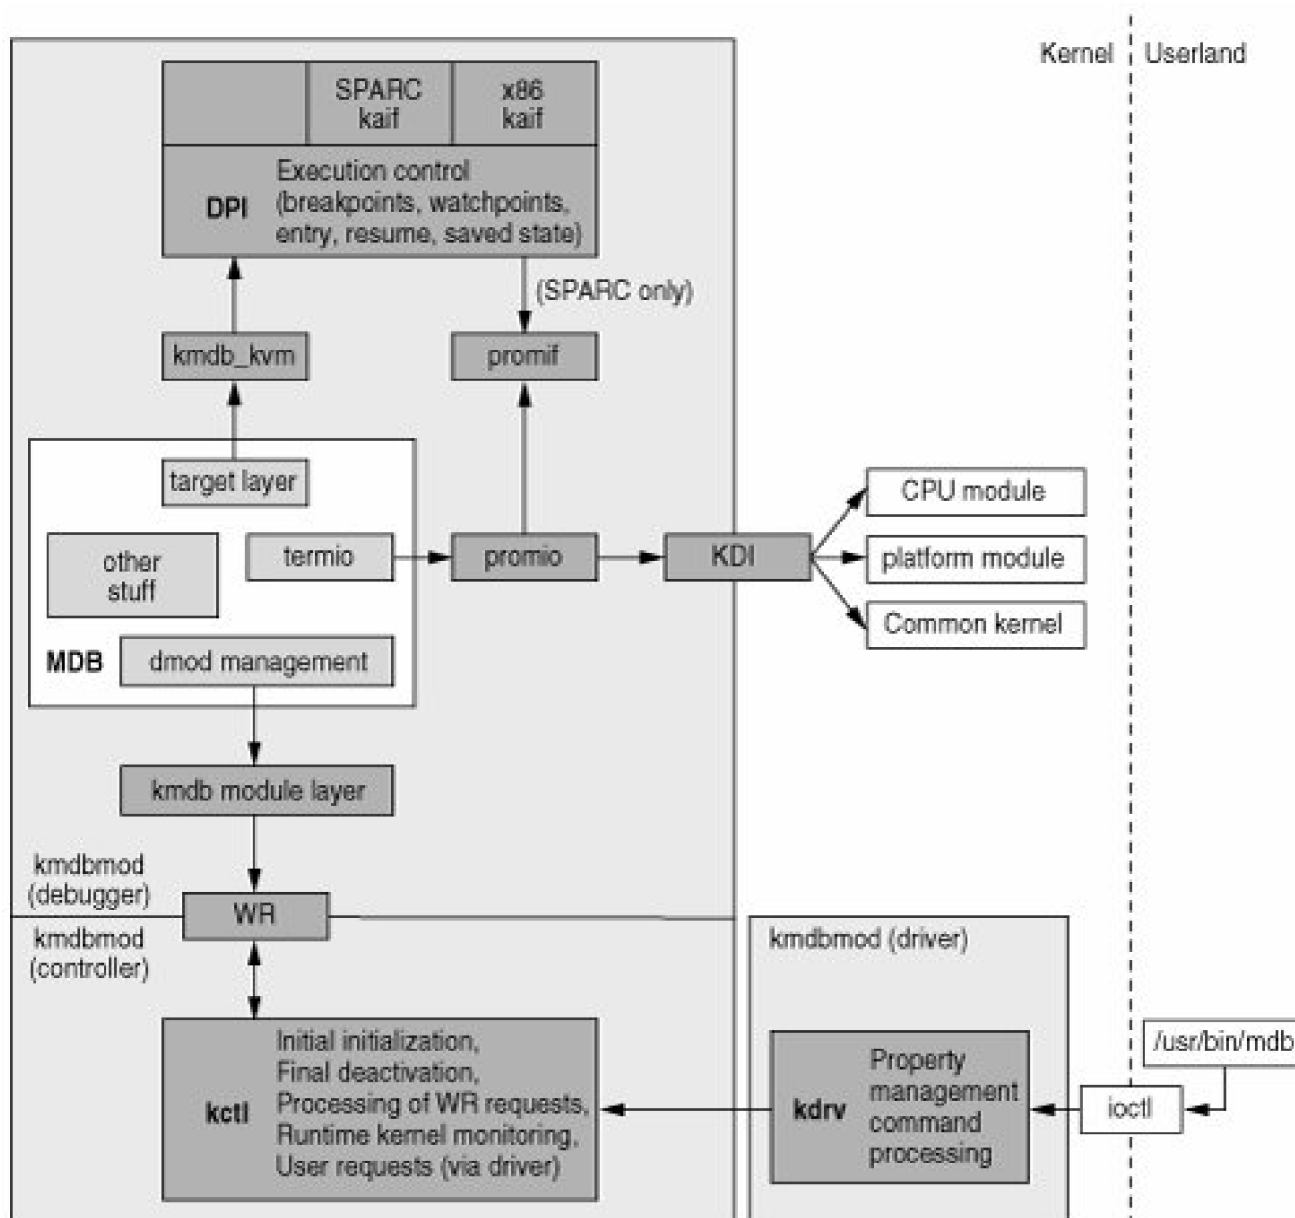 Kernel
Userland
SPARC
kaif
x86
kaif
DPI
Execution control
(breakpoints, watchpoints,
entry, resume, saved state)
(SPARC only)
kmdb_kvm
promif
target layer
CPU module
other
stuff
termio
promio
KDI
platform module
Common kernel
MDB
dmod management
kmdb module layer
kmdbmod
(debugger)
WR
kmdbmod
(controller)
kmdbmod (driver)
kctl
Initial initialization,
Final deactivation,
Processing of WR requests,
Runtime kernel monitoring,
User requests (via driver)
kdrv
Property
management
command
processing
ioctl
/usr/bin/mdb